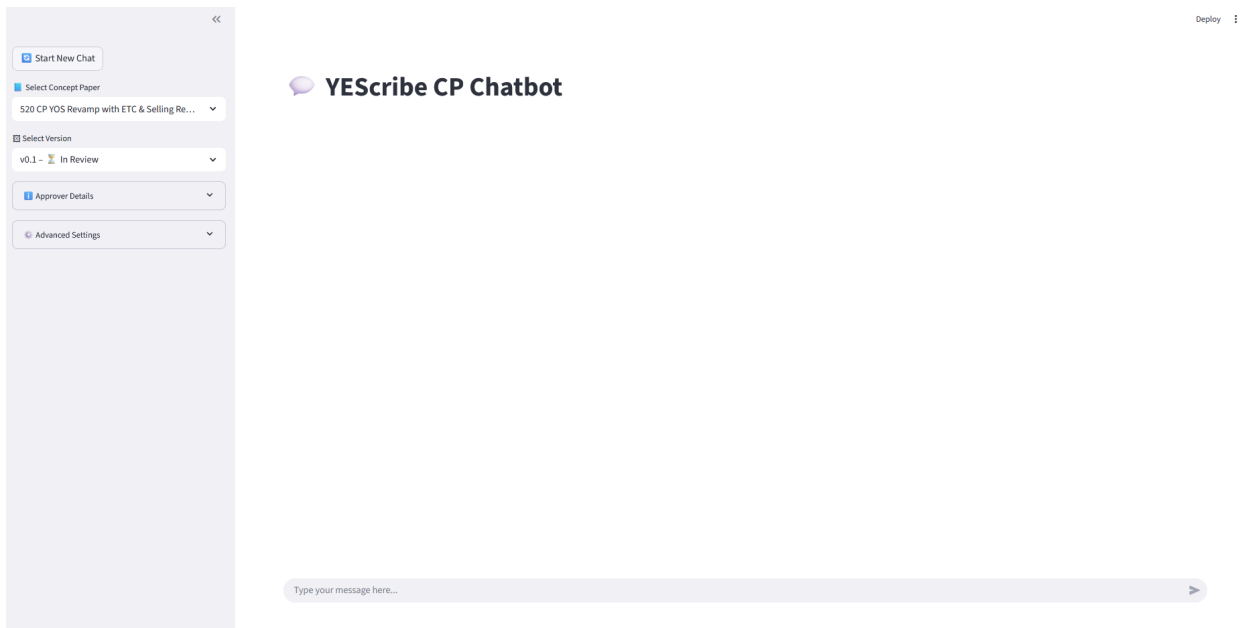 Deploy
Start New Chat
Select Concept Paper
520 CP YOS Revamp with ETC & Selling Re...
Select Version
v0.1 – ⏳ In Review
Approver Details
Advanced Settings
YEScribe CP Chatbot
Type your message here...